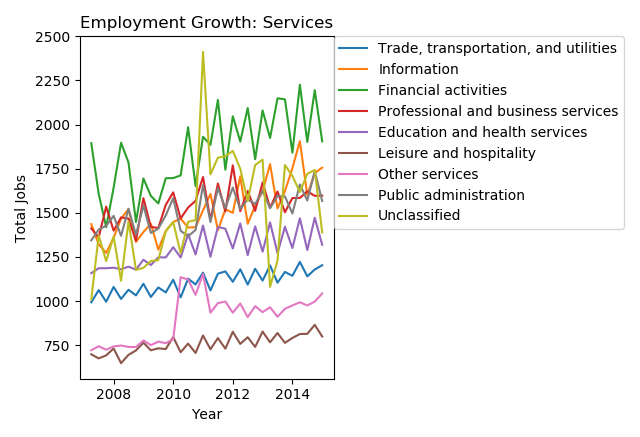 Employment Growth: Services
2500
2250
2000
1750
1500
1250
1000
750
Total Jobs
2008
2010
2012
2014
Year
Trade, transportation, and utilities
Information
Financial activities
Professional and business services
Education and health services
Leisure and hospitality
Other services
Public administration
Unclassified